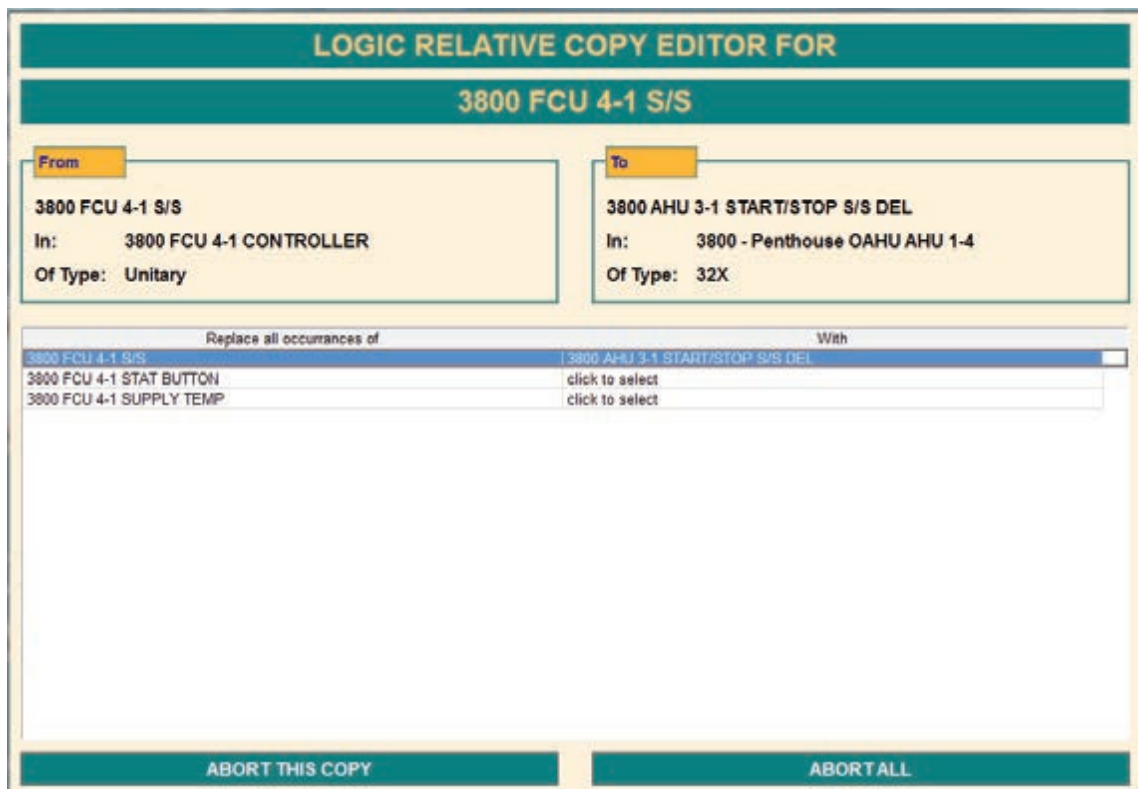 LOGIC RELATIVE COPY EDITOR FOR
3800 FCU 4-1 S/S
From
3800 FCU 4-1 S/S
In: 3800 FCU 4-1 CONTROLLER
Of Type: Unitary
To
3800 AHU 3-1 START/STOP S/S DEL
In: 3800 - Penthouse OAHU AHU 1-4
Of Type: 32X
Replace all occurrances of With
3800 FCU 4-1 S/S 3800 AHU 3-1 START/STOP S/S DEL
3800 FCU 4-1 STAT BUTTON click to select
3800 FCU 4-1 SUPPLY TEMP click to select
ABORT THIS COPY ABORT ALL